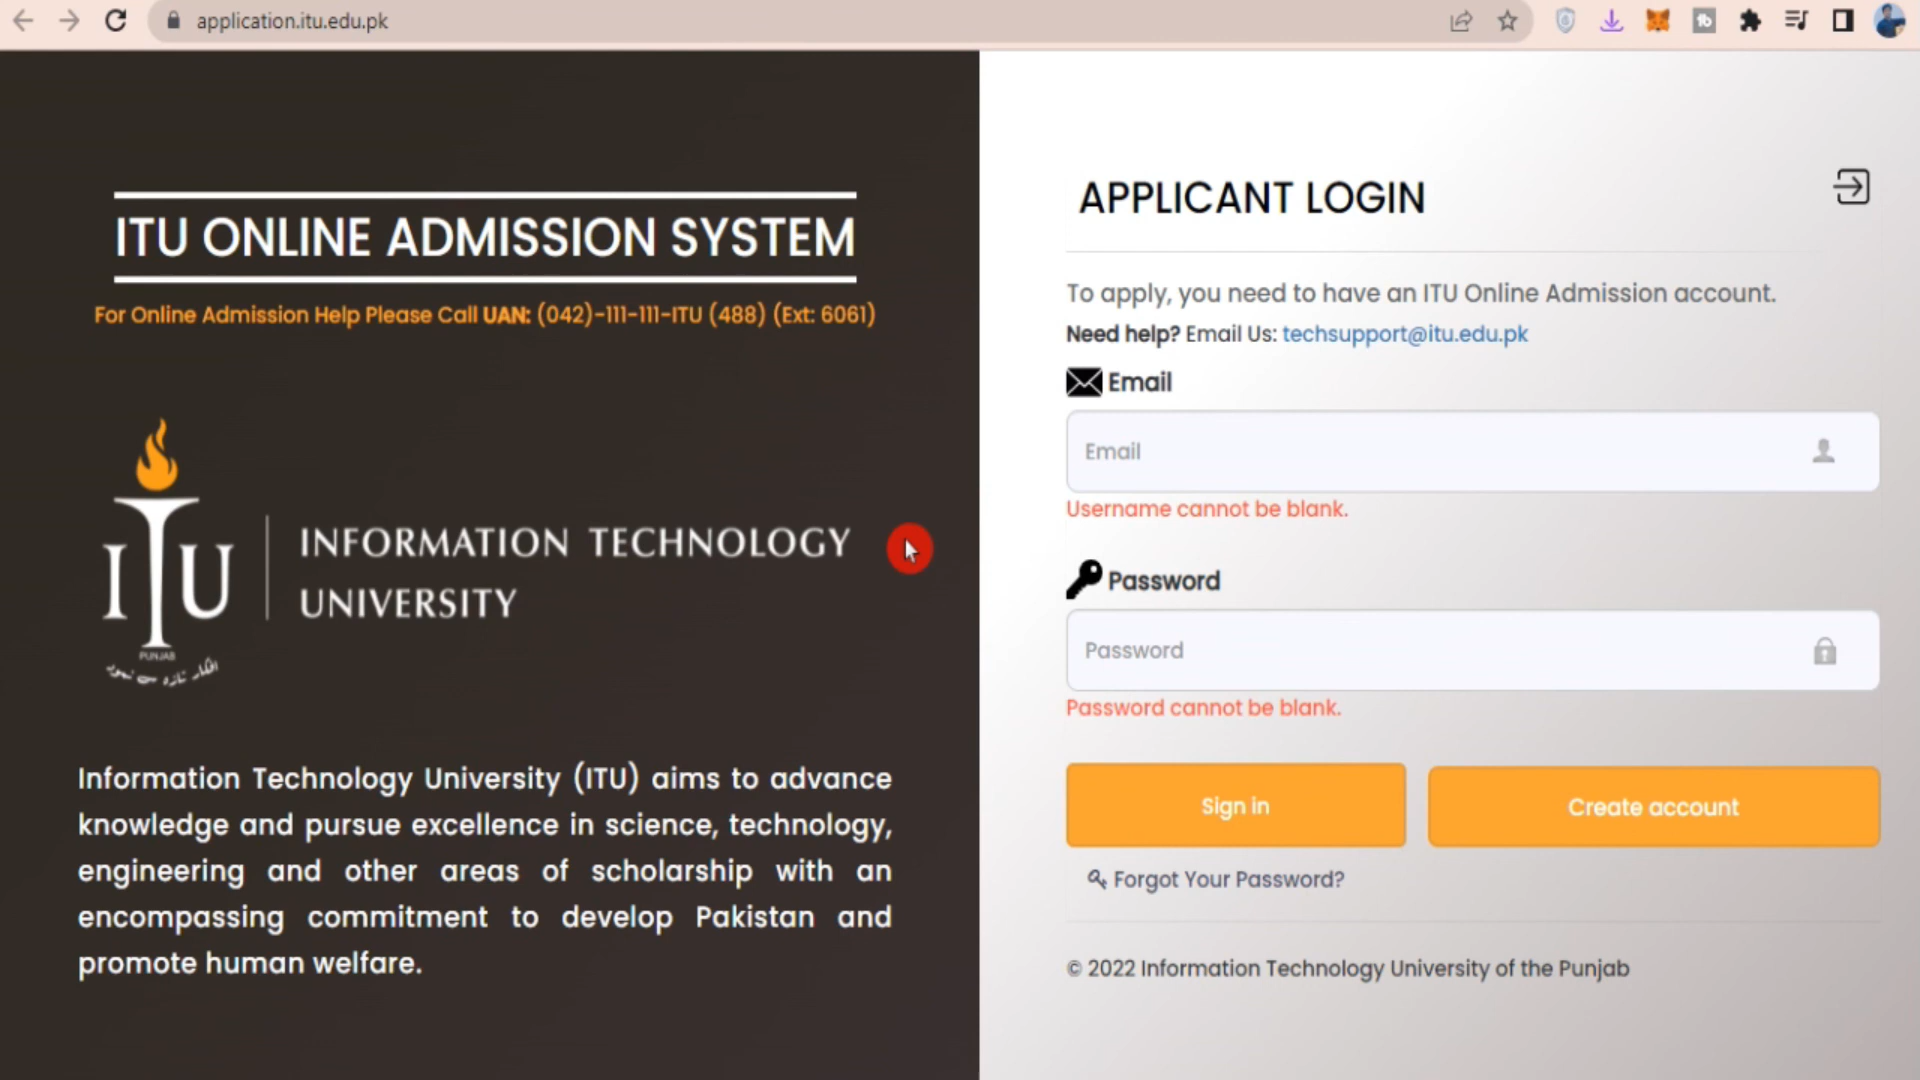 application.itu.edu.pk
ITU ONLINE ADMISSION SYSTEM
For Online Admission Help Please Call UAN: (042)-111-111-ITU (488) (Ext: 6061)
ITU
INFORMATION TECHNOLOGY
UNIVERSITY
PUNJAB
Information Technology University (ITU) aims to advance
knowledge and pursue excellence in science, technology,
engineering and other areas of scholarship with an
encompassing commitment to develop Pakistan and
promote human welfare.
APPLICANT LOGIN
To apply, you need to have an ITU Online Admission account.
Need help? Email Us: techsupport@itu.edu.pk
Email
Email
Username cannot be blank.
Password
Password
Password cannot be blank.
Sign in
Create account
Forgot Your Password?
© 2022 Information Technology University of the Punjab